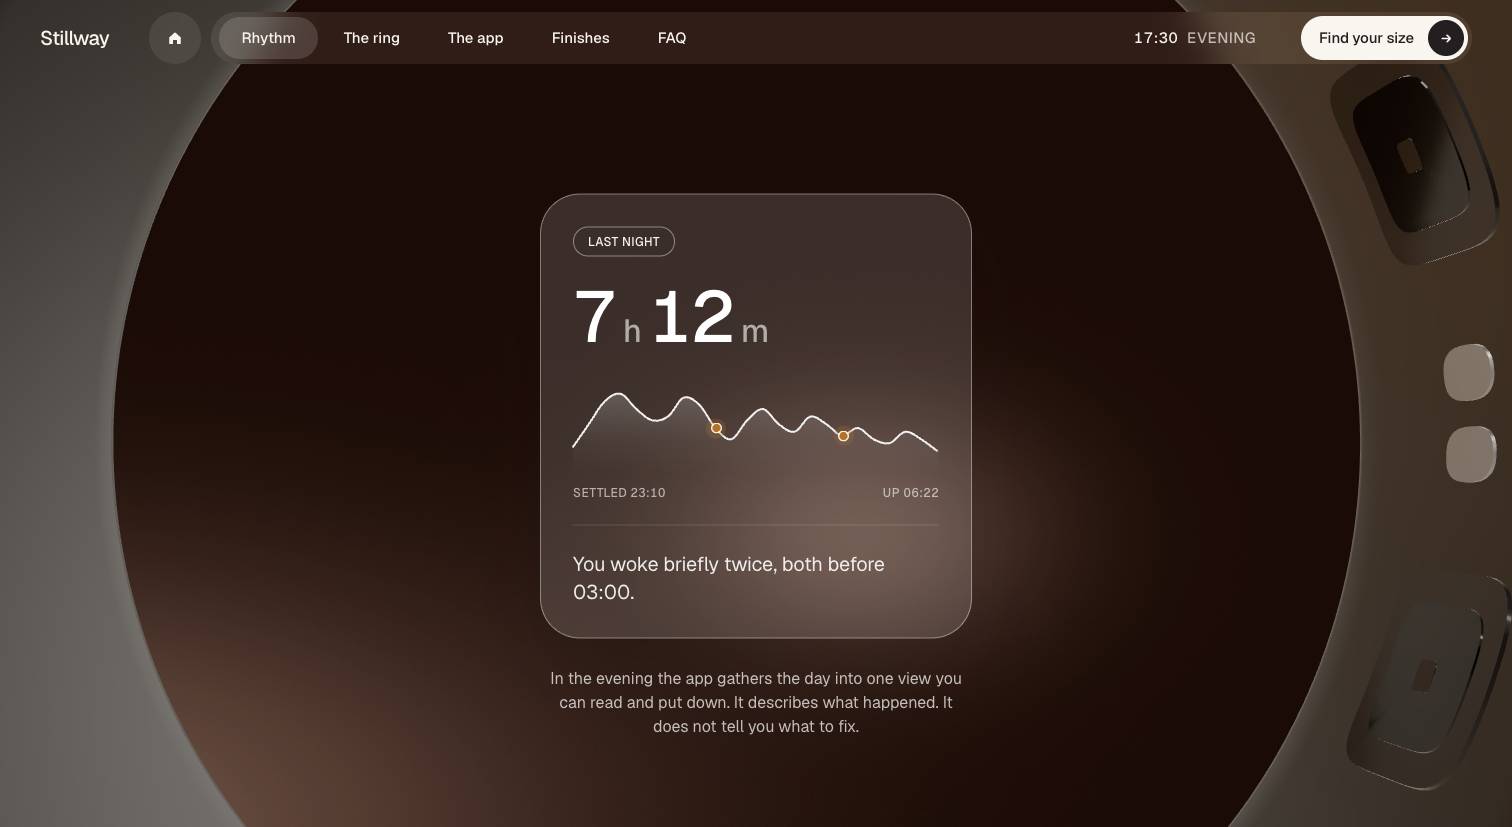 Stillway
Rhythm
The ring
The app
Finishes
FAQ
17:30 EVENING
Find your size
LAST NIGHT
7 h 12 m
SETTLED 23:10
UP 06:22
You woke briefly twice, both before
03:00.
In the evening the app gathers the day into one view you
can read and put down. It describes what happened. It
does not tell you what to fix.